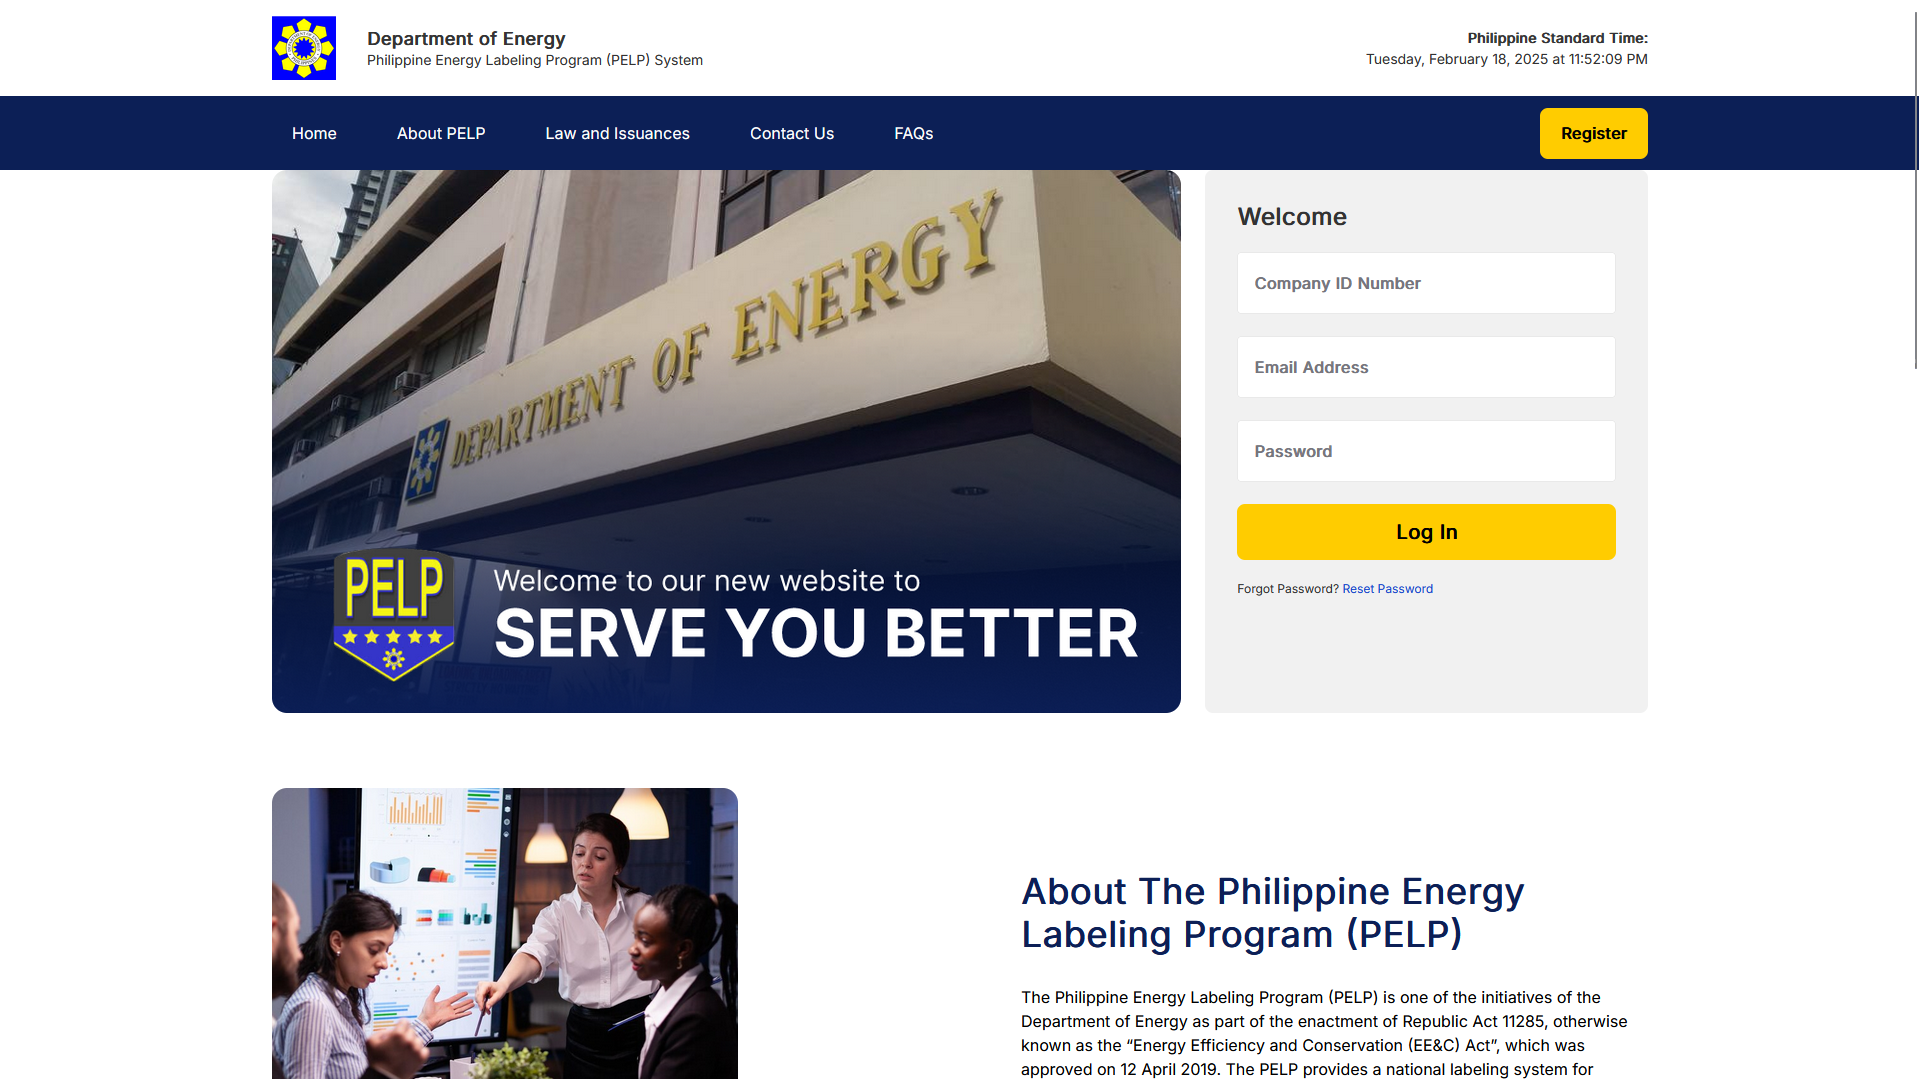 Department of Energy
Philippine Energy Labeling Program (PELP) System
Philippine Standard Time:
Tuesday, February 18, 2025 at 11:52:09 PM
Home
About PELP
Law and Issuances
Contact Us
FAQs
Register
DEPARTMENT OF ENERGY
PELP
Welcome to our new website to
SERVE YOU BETTER
Welcome
Company ID Number
Email Address
Password
Log In
Forgot Password? Reset Password
About The Philippine Energy
Labeling Program (PELP)
The Philippine Energy Labeling Program (PELP) is one of the initiatives of the
Department of Energy as part of the enactment of Republic Act 11285, otherwise
known as the “Energy Efficiency and Conservation (EE&C) Act”, which was
approved on 12 April 2019. The PELP provides a national labeling system for